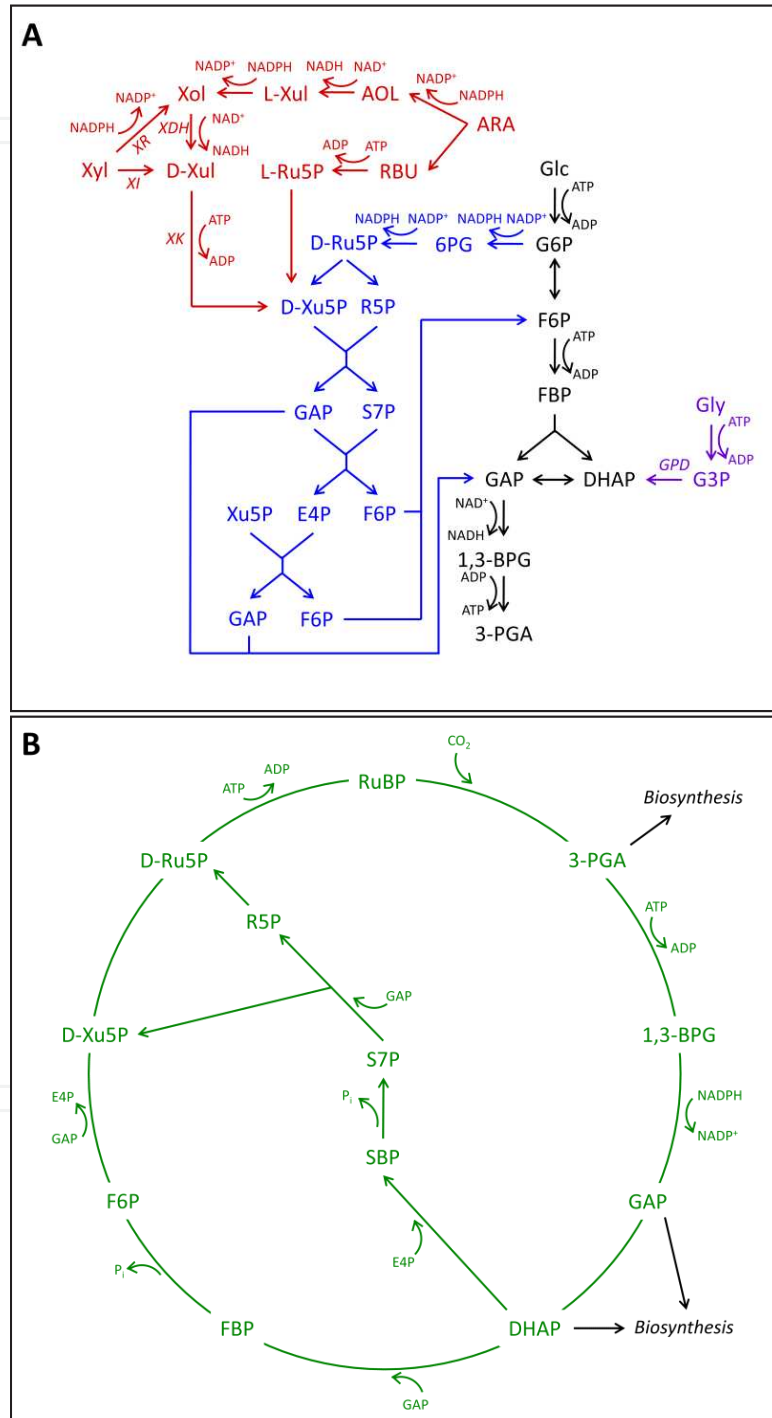 A
NADP⁺ NADPH NADH NAD⁺ NADP⁺
NADP⁺ Xol L-Xul AOL NADPH
NADPH XR XDH NAD⁺ ARA
NADH ADP ATP
Xyl XI D-Xul L-Ru5P RBU Glc
ATP
NADPH NADP⁺ NADPH NADP⁺ ADP
XK ATP D-Ru5P 6PG G6P
ADP
D-Xu5P R5P F6P
ATP
ADP
FBP
GAP S7P Gly
ATP
GPD ADP
GAP DHAP G3P
NAD⁺
Xu5P E4P F6P
NADH
1,3-BPG
ADP
ATP
GAP F6P
3-PGA
B
CO₂
ADP
ATP RuBP
Biosynthesis
D-Ru5P 3-PGA
ATP
R5P
ADP
GAP
D-Xu5P 1,3-BPG
S7P
E4P Pᵢ NADPH
GAP NADP⁺
SBP
F6P GAP
E4P
Pᵢ
FBP DHAP Biosynthesis
GAP